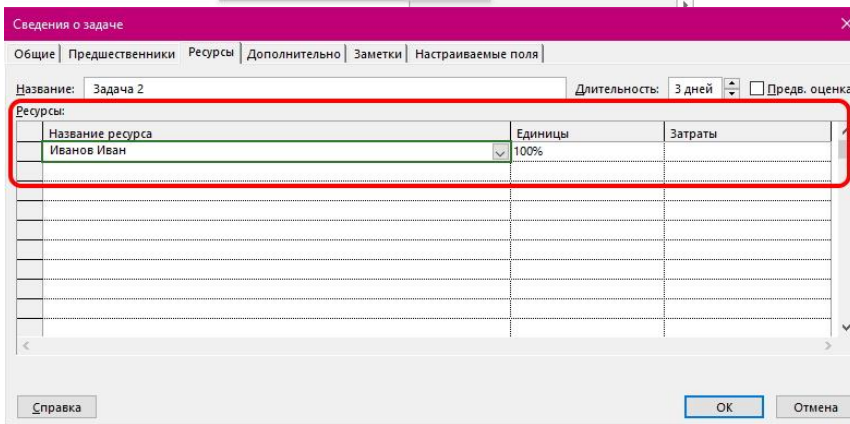 Сведения о задаче
Общие Предшественники Ресурсы Дополнительно Заметки Настраиваемые поля
Название: Задача 2 Длительность: 3 дней Предв. оценка
Ресурсы:
Название ресурса Единицы Затраты
Иванов Иван 100%
Справка ОК Отмена